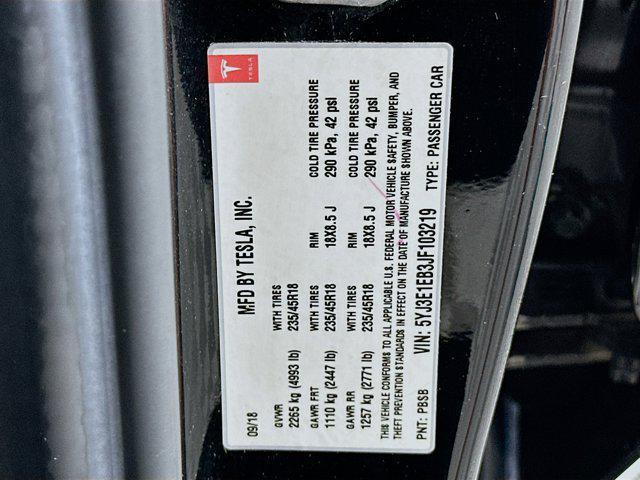 TESLA
MFD BY TESLA, INC.
09/18
GVWR WITH TIRES
2265 kg (4993 lb) 235/45R18
GAWR FRT WITH TIRES RIM COLD TIRE PRESSURE
1110 kg (2447 lb) 235/45R18 18X8.5 J 290 kPa, 42 psi
GAWR RR WITH TIRES RIM COLD TIRE PRESSURE
1257 kg (2771 lb) 235/45R18 18X8.5 J 290 kPa, 42 psi
THIS VEHICLE CONFORMS TO ALL APPLICABLE U.S. FEDERAL MOTOR VEHICLE SAFETY, BUMPER, AND
THEFT PREVENTION STANDARDS IN EFFECT ON THE DATE OF MANUFACTURE SHOWN ABOVE.
PNT: PBSB VIN: 5YJ3E1EB3JF103219 TYPE: PASSENGER CAR